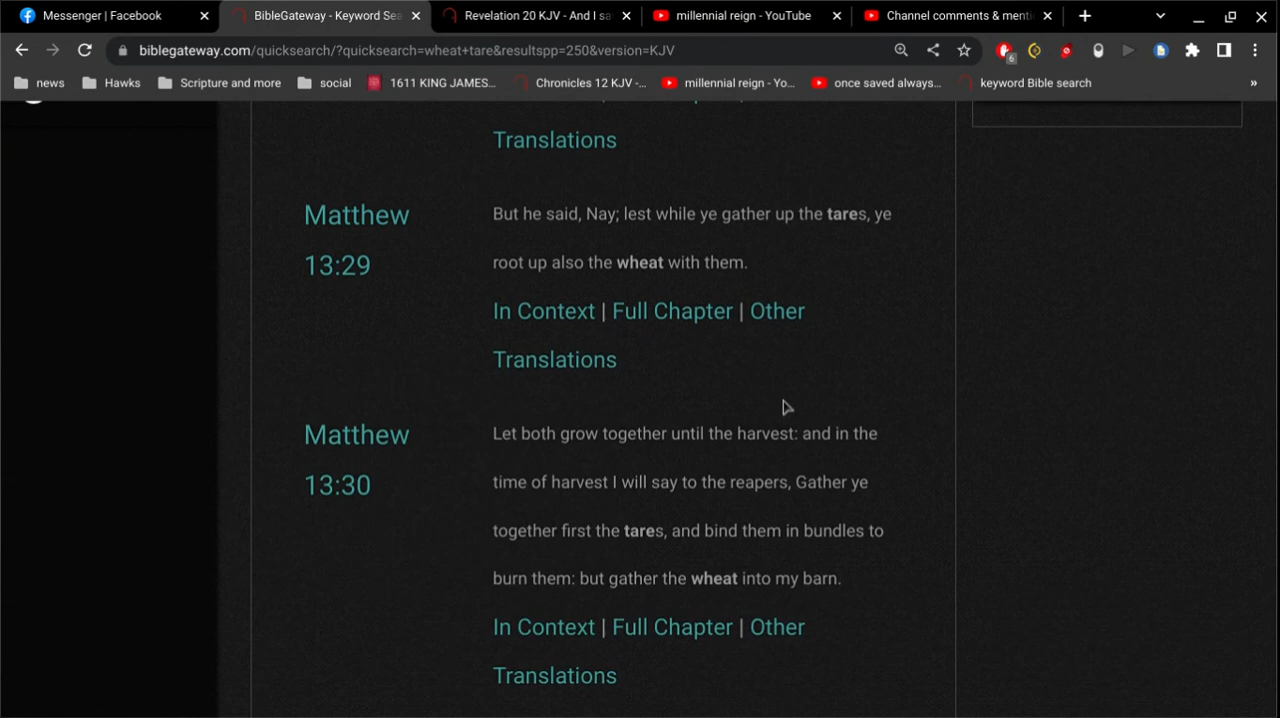 Messenger | Facebook
BibleGateway - Keyword Sea
Revelation 20 KJV - And I sa
millennial reign - YouTube
Channel comments & menti
biblegateway.com/quicksearch/?quicksearch=wheat+tare&resultspp=250&version=KJV
6
news
Hawks
Scripture and more
social
1611 KING JAMES...
Chronicles 12 KJV -...
millennial reign - Yo...
once saved always...
keyword Bible search
»
Translations
Matthew
13:29
But he said, Nay; lest while ye gather up the tares, ye
root up also the wheat with them.
In Context | Full Chapter | Other
Translations
Matthew
13:30
Let both grow together until the harvest: and in the
time of harvest I will say to the reapers, Gather ye
together first the tares, and bind them in bundles to
burn them: but gather the wheat into my barn.
In Context | Full Chapter | Other
Translations